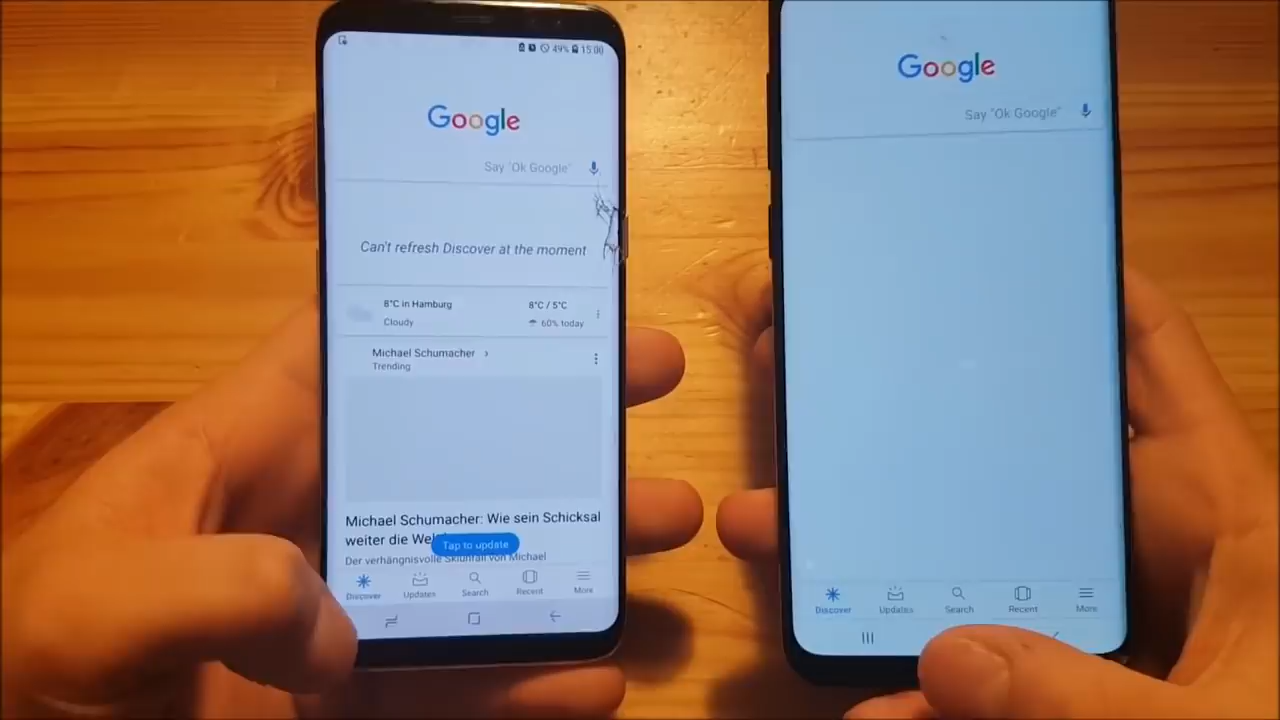 49% 15:00
Google
Say "Ok Google"
Can't refresh Discover at the moment
8°C in Hamburg
8°C / 5°C
Cloudy
60% today
Michael Schumacher
Trending
Michael Schumacher: Wie sein Schicksal
weiter die Wel
Tap to update
Der verhängnisvolle Skiunfall von Michael
Discover
Updates
Search
Recent
More
Google
Say "Ok Google"
Discover
Updates
Search
Recent
More